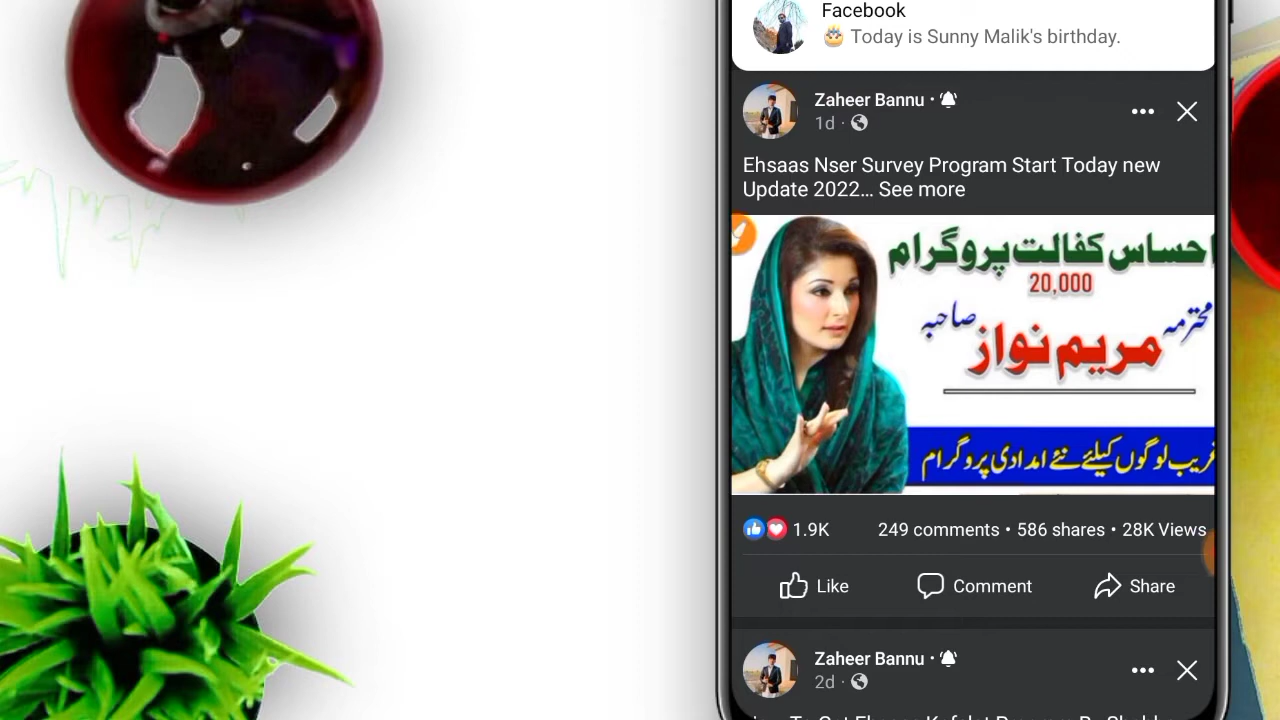 Facebook
🎂 Today is Sunny Malik's birthday.
Zaheer Bannu •
1d ·
Ehsaas Nser Survey Program Start Today new
Update 2022... See more
احساس کفالت پروگرام
20,000
محترمہ مریم نواز صاحبہ
غریب لوگوں کیلئے نئے امدادی پروگرام
1.9K 249 comments • 586 shares • 28K Views
Like Comment Share
Zaheer Bannu •
2d ·